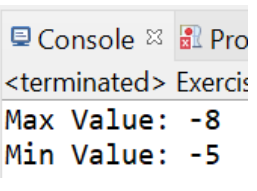 Console Pro
<terminated> Exercis
Max Value: -8
Min Value: -5